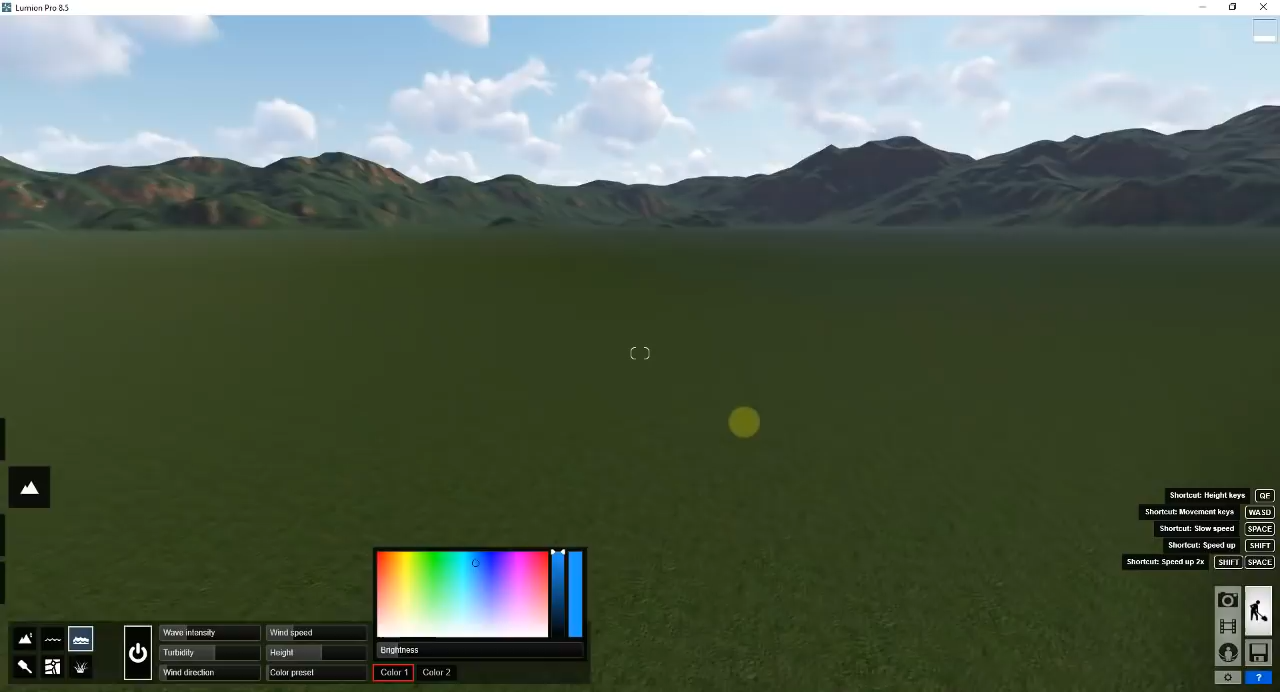 Lumion Pro 8.5
Shortcut: Height keys QE
Shortcut: Movement keys WASD
Shortcut: Slow speed SPACE
Shortcut: Speed up SHIFT
Shortcut: Speed up 2x SHIFT SPACE
Wave intensity Wind speed
Turbidity Height
Wind direction Color preset
Brightness
Color 1 Color 2
?